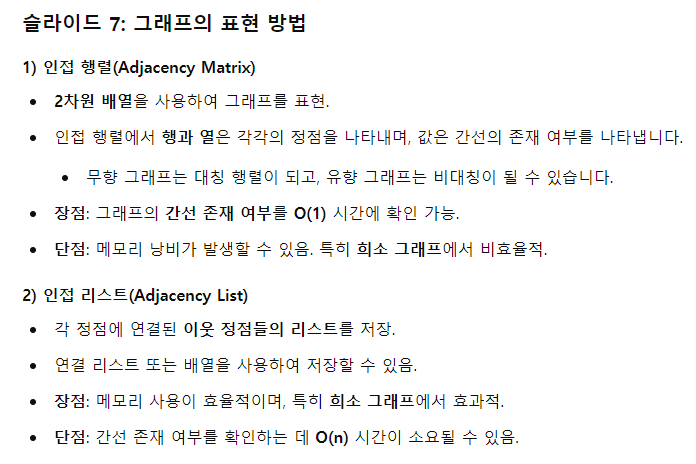 슬라이드 7: 그래프의 표현 방법
1) 인접 행렬(Adjacency Matrix)
• 2차원 배열을 사용하여 그래프를 표현.
• 인접 행렬에서 행과 열은 각각의 정점을 나타내며, 값은 간선의 존재 여부를 나타냅니다.
• 무향 그래프는 대칭 행렬이 되고, 유향 그래프는 비대칭이 될 수 있습니다.
• 장점: 그래프의 간선 존재 여부를 O(1) 시간에 확인 가능.
• 단점: 메모리 낭비가 발생할 수 있음. 특히 희소 그래프에서 비효율적.
2) 인접 리스트(Adjacency List)
• 각 정점에 연결된 이웃 정점들의 리스트를 저장.
• 연결 리스트 또는 배열을 사용하여 저장할 수 있음.
• 장점: 메모리 사용이 효율적이며, 특히 희소 그래프에서 효과적.
• 단점: 간선 존재 여부를 확인하는 데 O(n) 시간이 소요될 수 있음.